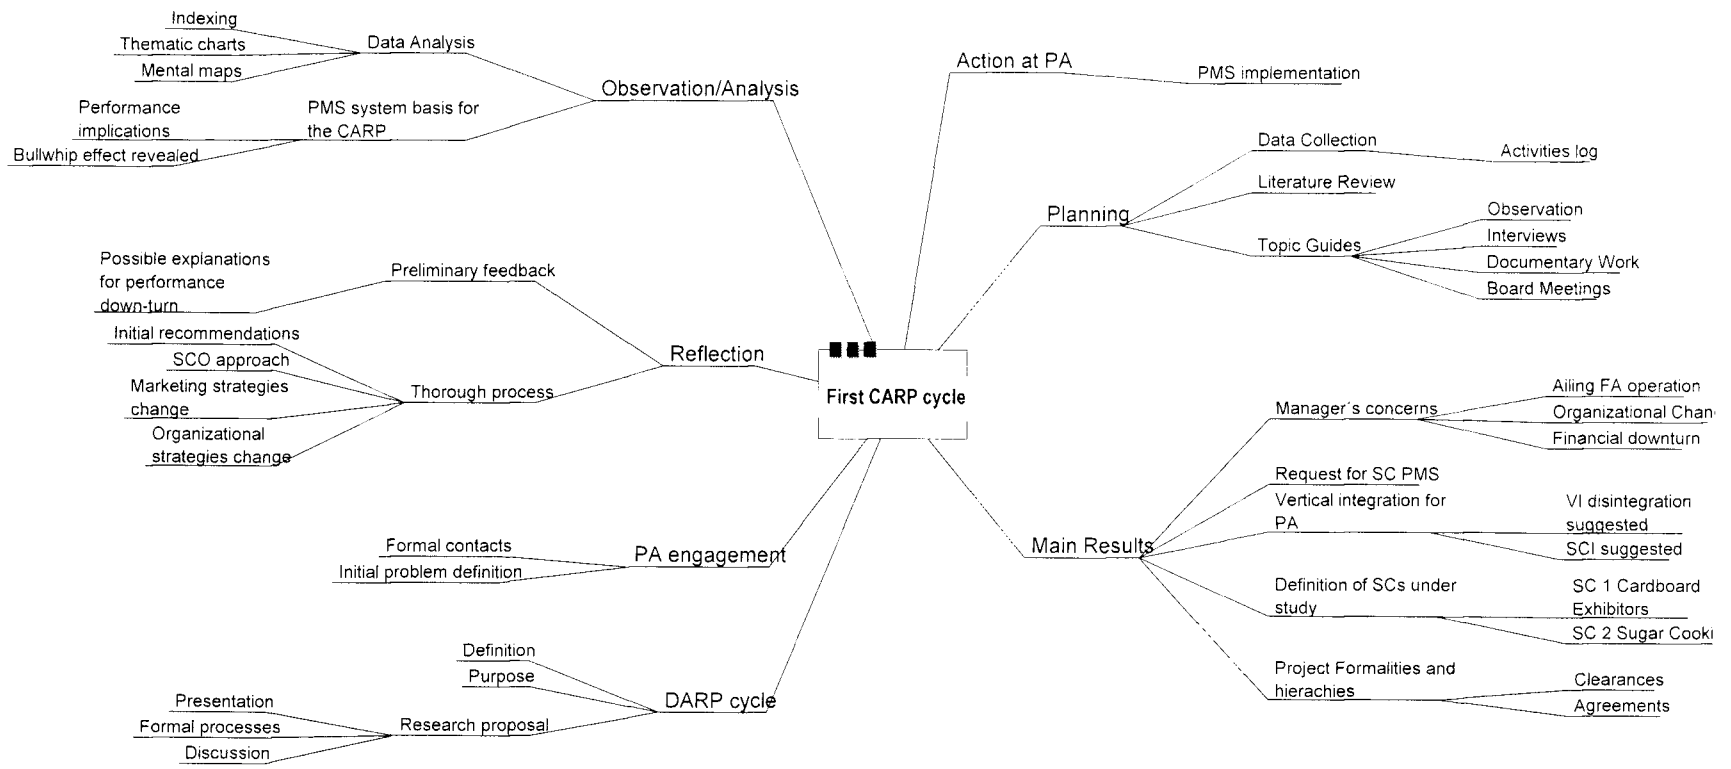 Indexing
Thematic charts
Mental maps
Data Analysis
Performance
implications
Bullwhip effect revealed
PMS system basis for
the CARP
Observation/Analysis
Action at PA
PMS implementation
Data Collection
Activities log
Literature Review
Planning
Topic Guides
Observation
Interviews
Documentary Work
Board Meetings
Possible explanations
for performance
down-turn
Preliminary feedback
Initial recommendations
SCO approach
Marketing strategies
change
Organizational
strategies change
Thorough process
Reflection
First CARP cycle
Manager´s concerns
Ailing FA operation
Organizational Chan
Financial downturn
Request for SC PMS
Vertical integration for
PA
VI disintegration
suggested
SCI suggested
Main Results
Definition of SCs under
study
SC 1 Cardboard
Exhibitors
SC 2 Sugar Cooki
Project Formalities and
hierachies
Clearances
Agreements
Formal contacts
Initial problem definition
PA engagement
Definition
Purpose
DARP cycle
Presentation
Formal processes
Discussion
Research proposal